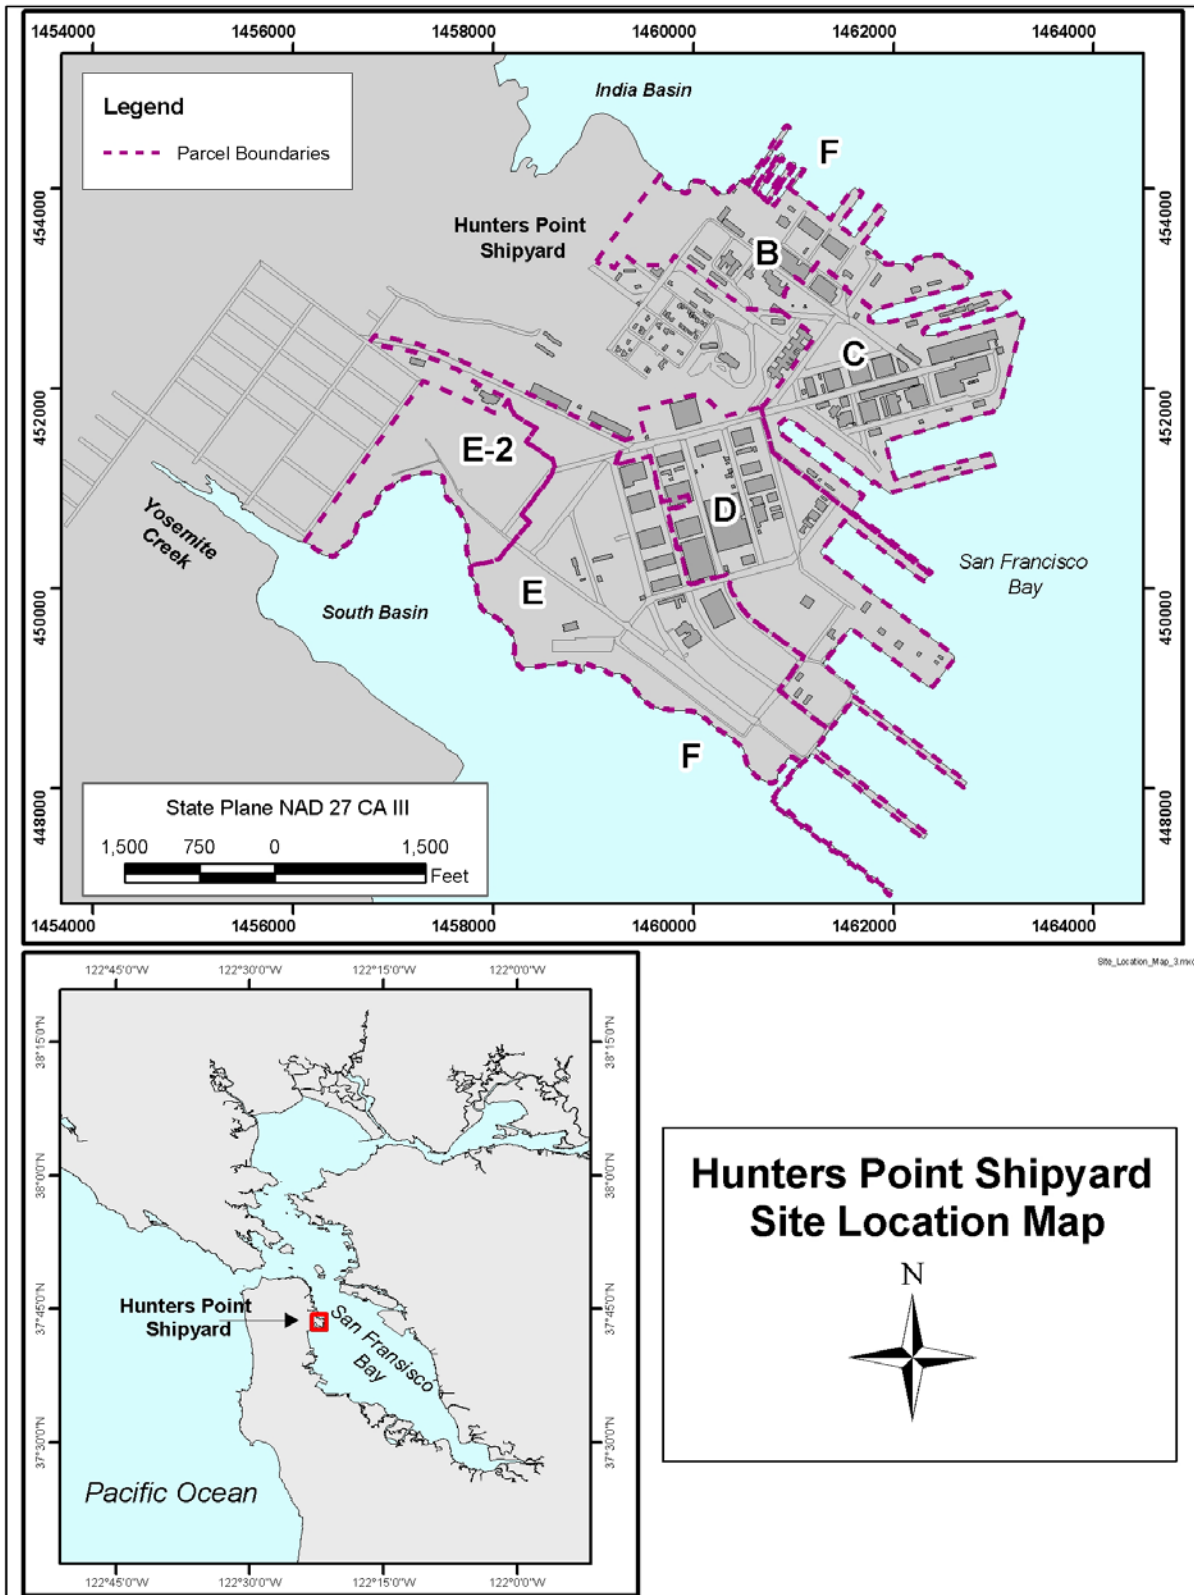 1454000 1456000 1458000 1460000 1462000 1464000
India Basin
Legend
Parcel Boundaries
F
454000
454000
Hunters Point
Shipyard
B
C
452000
452000
E-2
D
Yosemite
Creek
San Francisco
Bay
E
South Basin
450000
450000
F
State Plane NAD 27 CA III
1,500 750 0 1,500
Feet
448000
448000
1454000 1456000 1458000 1460000 1462000 1464000
Site_Location_Map_3.mxd
122°45'0"W 122°30'0"W 122°15'0"W 122°0'0"W
38°15'0"N
38°15'0"N
38°0'0"N
38°0'0"N
Hunters Point
Shipyard
San Fransisco
Bay
37°45'0"N
37°45'0"N
37°30'0"N
37°30'0"N
Pacific Ocean
122°45'0"W 122°30'0"W 122°15'0"W 122°0'0"W
Hunters Point Shipyard
Site Location Map
N